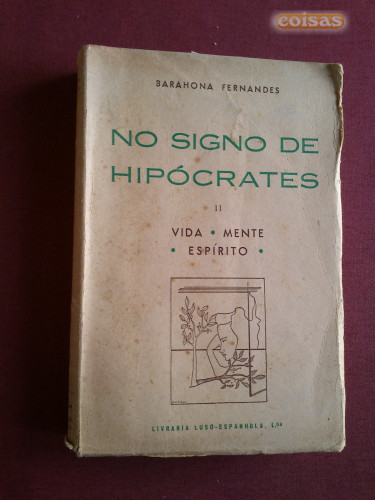 coisas
BARAHONA FERNANDES
NO SIGNO DE
HIPÓCRATES
II
VIDA • MENTE
• ESPÍRITO •
LIVRARIA LUSO-ESPANHOLA, L.DA